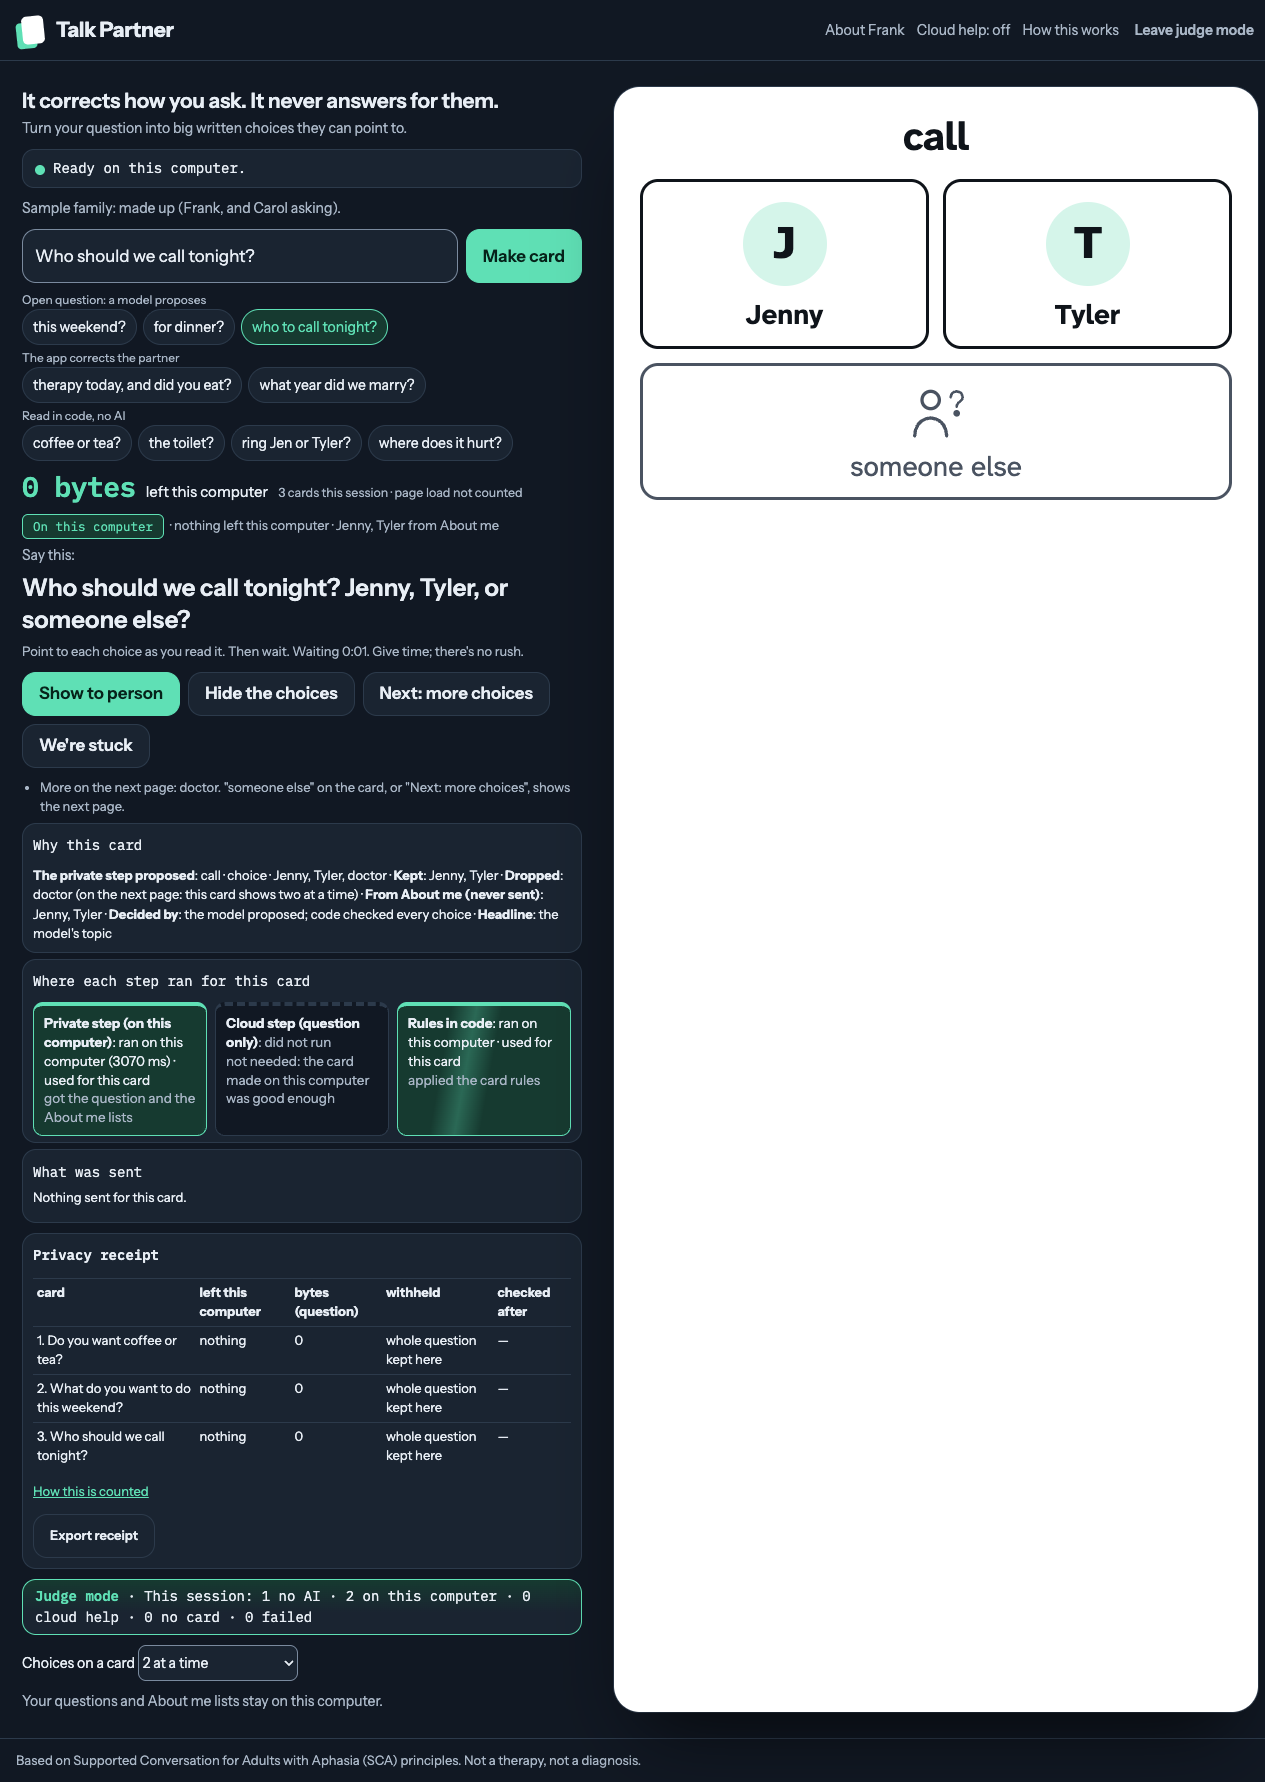 Talk Partner
About Frank Cloud help: off How this works Leave judge mode
It corrects how you ask. It never answers for them.
Turn your question into big written choices they can point to.
Ready on this computer.
Sample family: made up (Frank, and Carol asking).
Who should we call tonight? Make card
Open question: a model proposes
this weekend? for dinner? who to call tonight?
The app corrects the partner
therapy today, and did you eat? what year did we marry?
Read in code, no AI
coffee or tea? the toilet? ring Jen or Tyler? where does it hurt?
0 bytes left this computer 3 cards this session · page load not counted
On this computer · nothing left this computer · Jenny, Tyler from About me
Say this:
Who should we call tonight? Jenny, Tyler, or
someone else?
Point to each choice as you read it. Then wait. Waiting 0:01. Give time; there's no rush.
Show to person Hide the choices Next: more choices
We're stuck
• More on the next page: doctor. "someone else" on the card, or "Next: more choices", shows
the next page.
Why this card
The private step proposed: call · choice · Jenny, Tyler, doctor · Kept: Jenny, Tyler · Dropped:
doctor (on the next page: this card shows two at a time) · From About me (never sent):
Jenny, Tyler · Decided by: the model proposed; code checked every choice · Headline: the
model's topic
Where each step ran for this card
Private step (on this
computer): ran on this
computer (3070 ms) ·
used for this card
got the question and the
About me lists
Cloud step (question
only): did not run
not needed: the card
made on this computer
was good enough
Rules in code: ran on
this computer · used for
this card
applied the card rules
What was sent
Nothing sent for this card.
Privacy receipt
card left this computer bytes (question) withheld checked after
1. Do you want coffee or tea? nothing 0 whole question kept here —
2. What do you want to do this weekend? nothing 0 whole question kept here —
3. Who should we call tonight? nothing 0 whole question kept here —
How this is counted
Export receipt
Judge mode · This session: 1 no AI · 2 on this computer · 0
cloud help · 0 no card · 0 failed
Choices on a card 2 at a time
Your questions and About me lists stay on this computer.
call
J
Jenny
T
Tyler
?
someone else
Based on Supported Conversation for Adults with Aphasia (SCA) principles. Not a therapy, not a diagnosis.